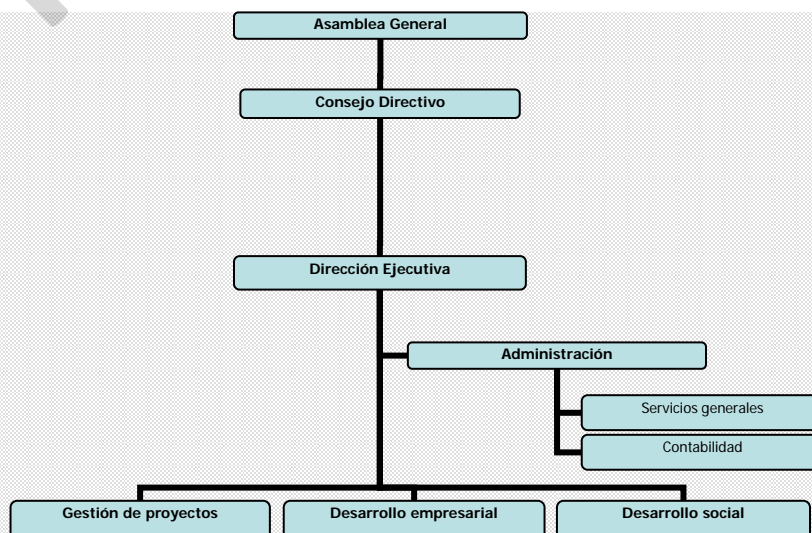 Asamblea General
Consejo Directivo
Dirección Ejecutiva
Administración
Servicios generales
Contabilidad
Gestión de proyectos
Desarrollo empresarial
Desarrollo social